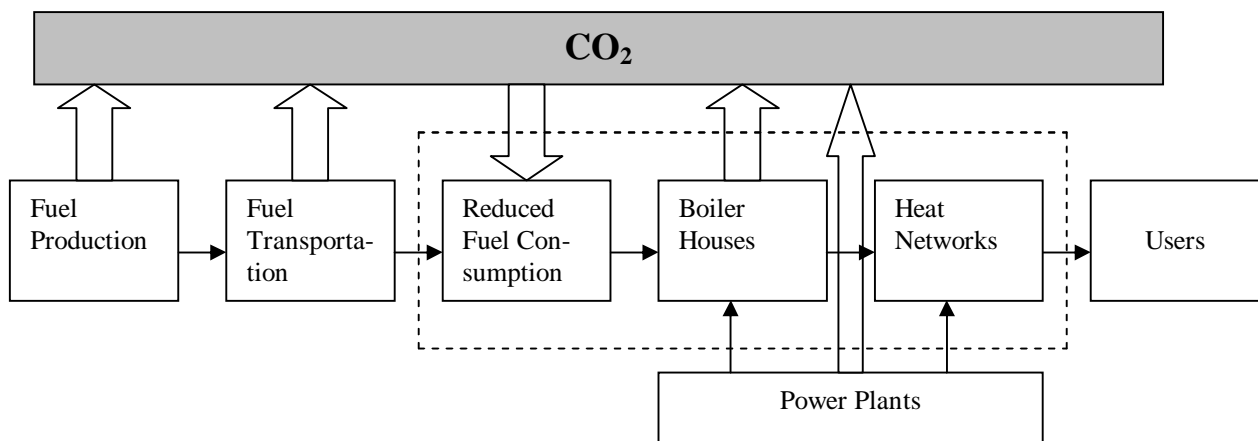 CO₂
Fuel
Production
Fuel
Transporta-
tion
Reduced
Fuel Con-
sumption
Boiler
Houses
Heat
Networks
Users
Power Plants